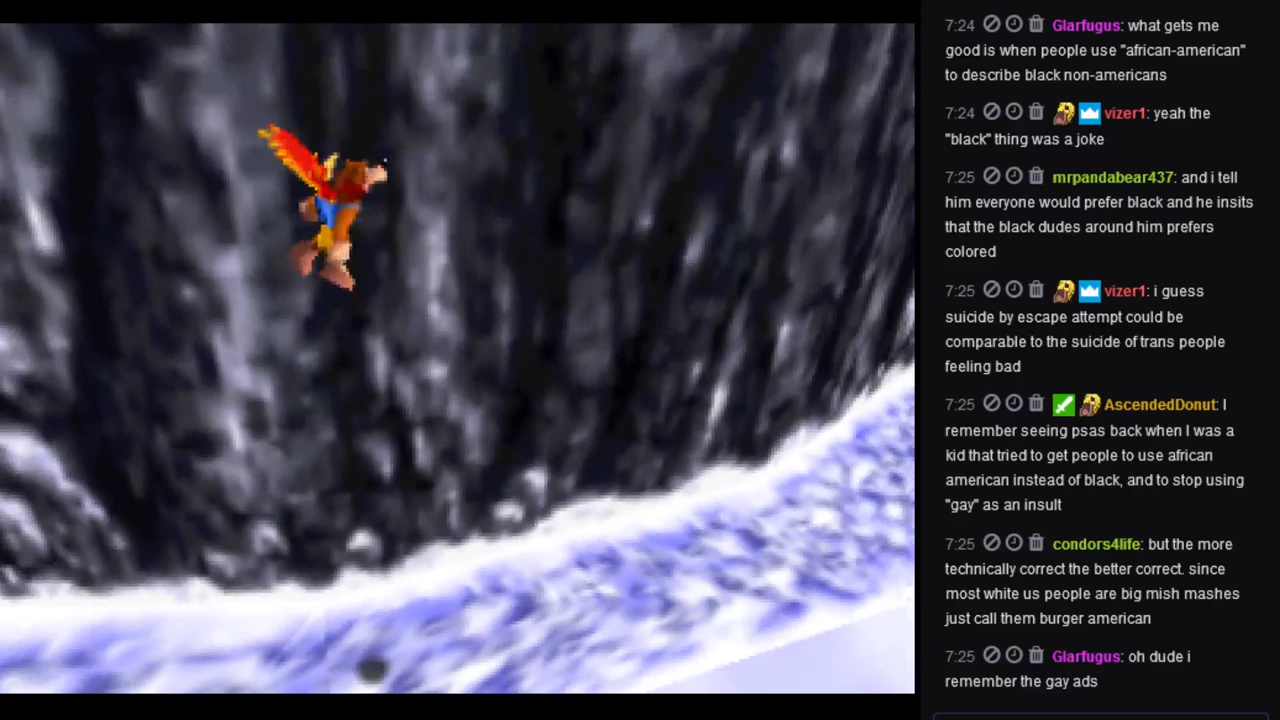 7:24 Glarfugus: what gets me
good is when people use "african-american"
to describe black non-americans
7:24 vizer1: yeah the
"black" thing was a joke
7:25 mrpandabear437: and i tell
him everyone would prefer black and he insits
that the black dudes around him prefers
colored
7:25 vizer1: i guess
suicide by escape attempt could be
comparable to the suicide of trans people
feeling bad
7:25 AscendedDonut: I
remember seeing psas back when I was a
kid that tried to get people to use african
american instead of black, and to stop using
"gay" as an insult
7:25 condors4life: but the more
technically correct the better correct. since
most white us people are big mish mashes
just call them burger american
7:25 Glarfugus: oh dude i
remember the gay ads